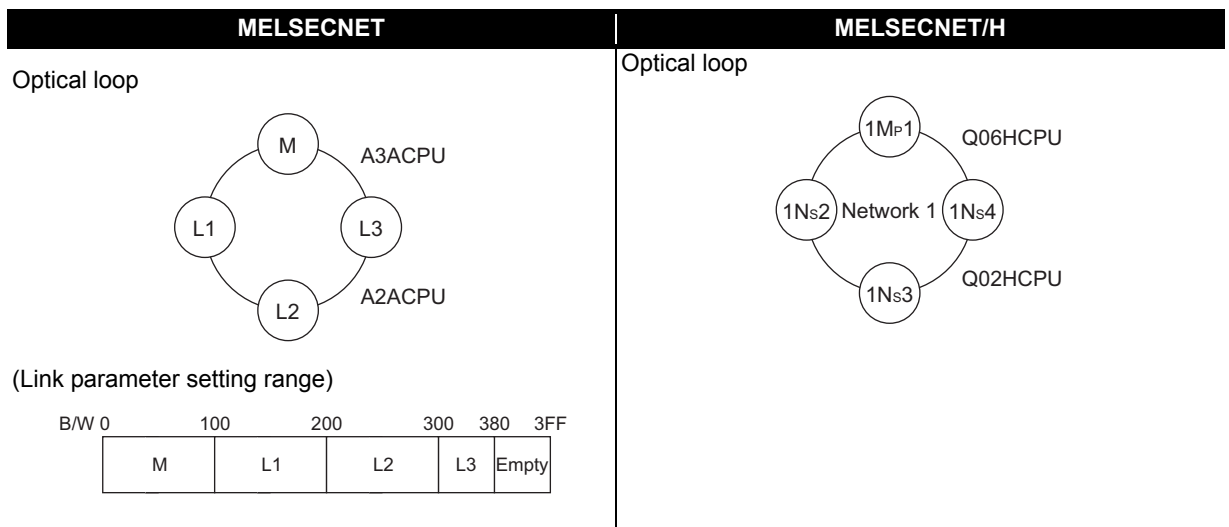 MELSECNET
Optical loop
M
A3ACPU
L1
L3
L2
A2ACPU
(Link parameter setting range)
B/W 0 100 200 300 380 3FF
M L1 L2 L3 Empty
MELSECNET/H
Optical loop
1MP1
Q06HCPU
1NS2 Network 1 1NS4
1NS3
Q02HCPU